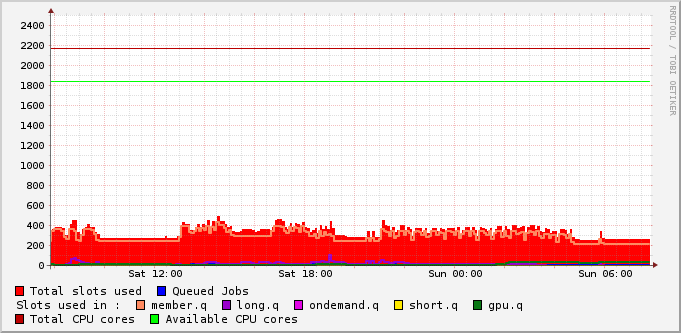 2400
2200
2000
1800
1600
1400
1200
1000
800
600
400
200
0
Sat 12:00 Sat 18:00 Sun 00:00 Sun 06:00
Total slots used Queued Jobs
Slots used in : member.q long.q ondemand.q short.q gpu.q
Total CPU cores Available CPU cores
RRDTOOL / TOBI OETIKER